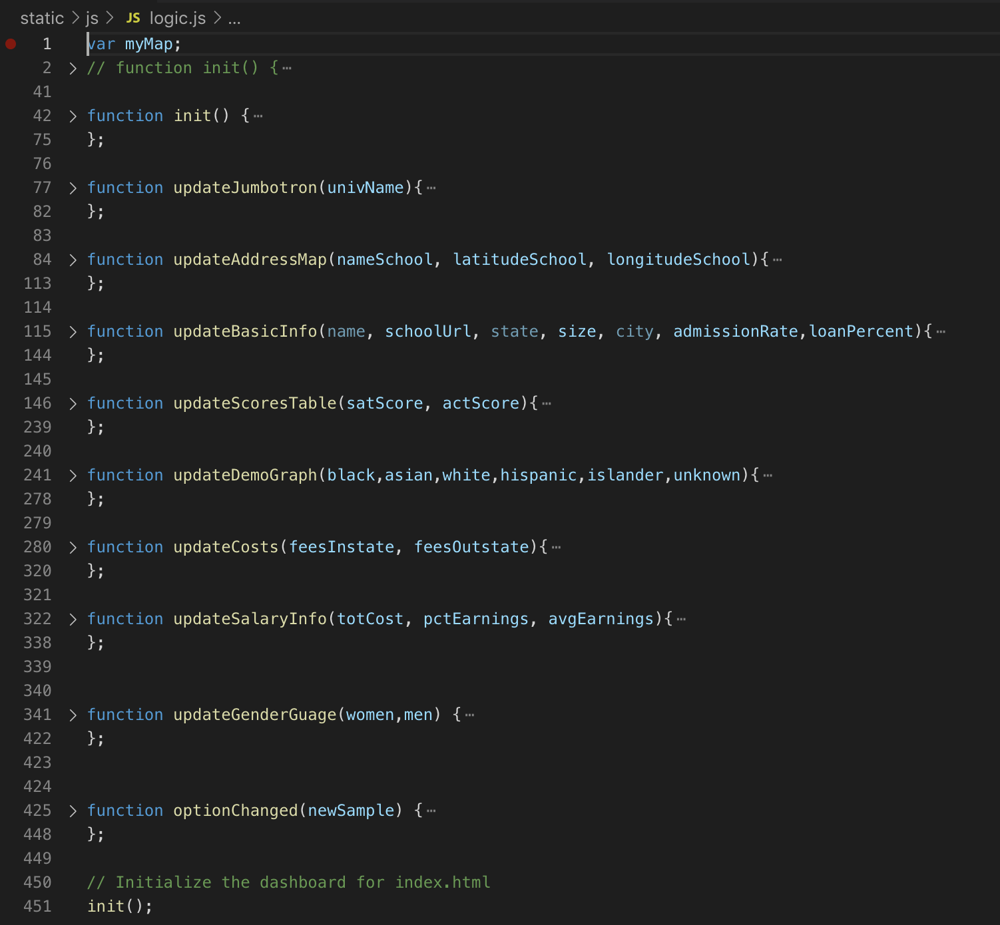 static > js > JS logic.js > ...
1 var myMap;
2 > // function init() {⋯
41
42 > function init() {⋯
75 };
76
77 > function updateJumbotron(univName){⋯
82 };
83
84 > function updateAddressMap(nameSchool, latitudeSchool, longitudeSchool){⋯
113 };
114
115 > function updateBasicInfo(name, schoolUrl, state, size, city, admissionRate,loanPercent){⋯
144 };
145
146 > function updateScoresTable(satScore, actScore){⋯
239 };
240
241 > function updateDemoGraph(black,asian,white,hispanic,islander,unknown){⋯
278 };
279
280 > function updateCosts(feesInstate, feesOutstate){⋯
320 };
321
322 > function updateSalaryInfo(totCost, pctEarnings, avgEarnings){⋯
338 };
339
340
341 > function updateGenderGuage(women,men) {⋯
422 };
423
424
425 > function optionChanged(newSample) {⋯
448 };
449
450 // Initialize the dashboard for index.html
451 init();